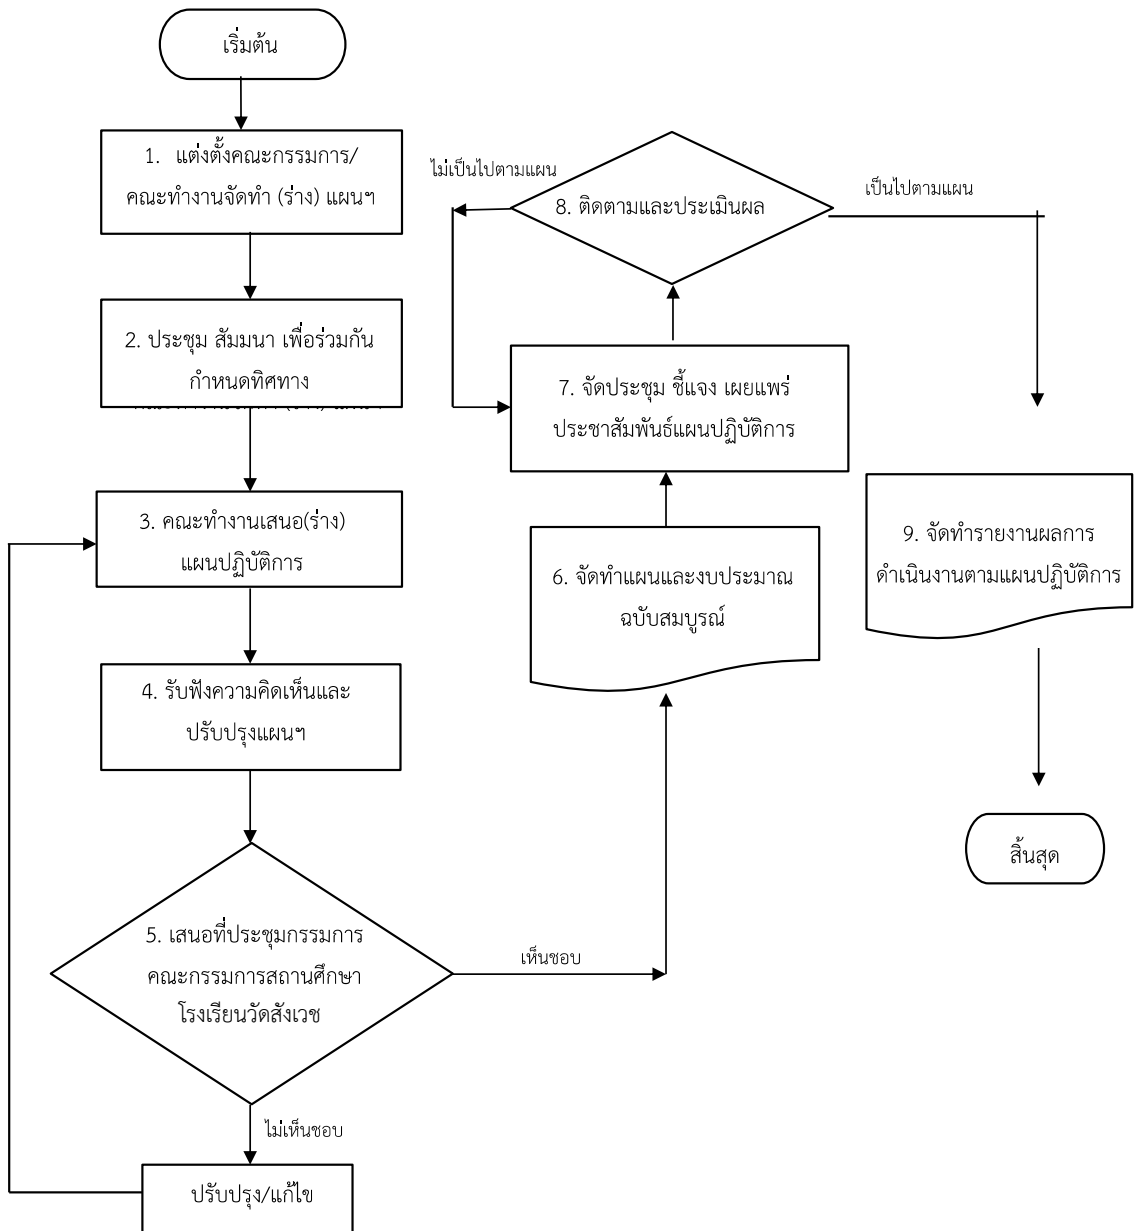 เริ่มต้น
1. แต่งตั้งคณะกรรมการ/
คณะทำงานจัดทำ (ร่าง) แผนฯ
2. ประชุม สัมมนา เพื่อร่วมกัน
กำหนดทิศทาง
3. คณะทำงานเสนอ(ร่าง)
แผนปฏิบัติการ
4. รับฟังความคิดเห็นและ
ปรับปรุงแผนฯ
5. เสนอที่ประชุมกรรมการ
คณะกรรมการสถานศึกษา
โรงเรียนวัดสังเวช
ไม่เห็นชอบ
ปรับปรุง/แก้ไข
เห็นชอบ
6. จัดทำแผนและงบประมาณ
ฉบับสมบูรณ์
7. จัดประชุม ชี้แจง เผยแพร่
ประชาสัมพันธ์แผนปฏิบัติการ
8. ติดตามและประเมินผล
ไม่เป็นไปตามแผน
เป็นไปตามแผน
9. จัดทำรายงานผลการ
ดำเนินงานตามแผนปฏิบัติการ
สิ้นสุด